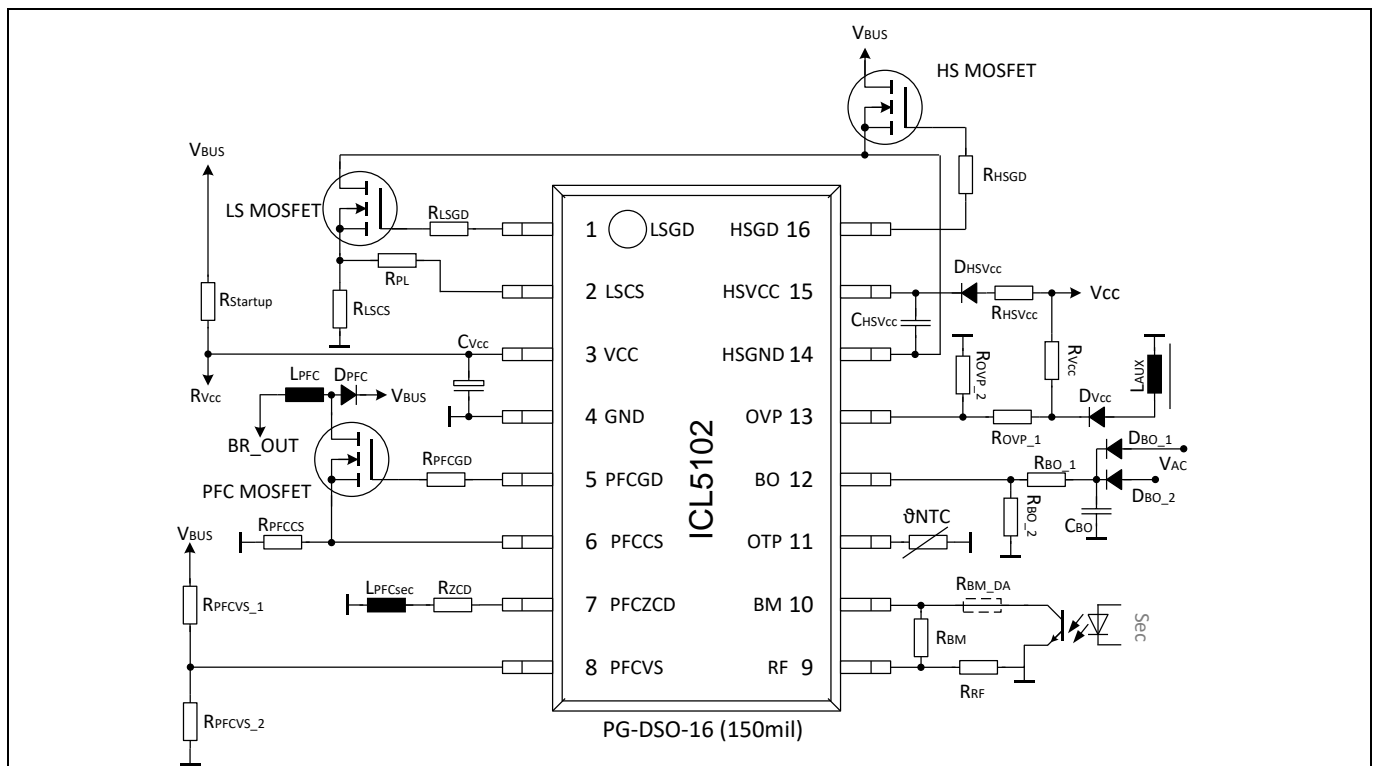 VBUS
HS MOSFET
VBUS
RHSGD
LS MOSFET
RLSGD
1 LSGD
HSGD 16
RPL
DHSVcc
2 LSCS
HSVCC 15
Vcc
RStartup
RLSCS
CHSVcc
RHSVcc
CVcc
3 VCC
HSGND 14
ROVP_2
RVcc
LAUX
RVcc
LPFC
DPFC
VBUS
4 GND
OVP 13
DVcc
ROVP_1
BR_OUT
DBO_1
RPFCGD
5 PFCGD
BO 12
RBO_1
VAC
PFC MOSFET
DBO_2
ICL5102
RBO_2
CBO
VBUS
RPFCCS
6 PFCCS
OTP 11
ϑNTC
LPFCsec
RZCD
RBM_DA
RPFCVS_1
7 PFCZCD
BM 10
RBM
Sec
8 PFCVS
RF 9
RRF
RPFCVS_2
PG-DSO-16 (150mil)